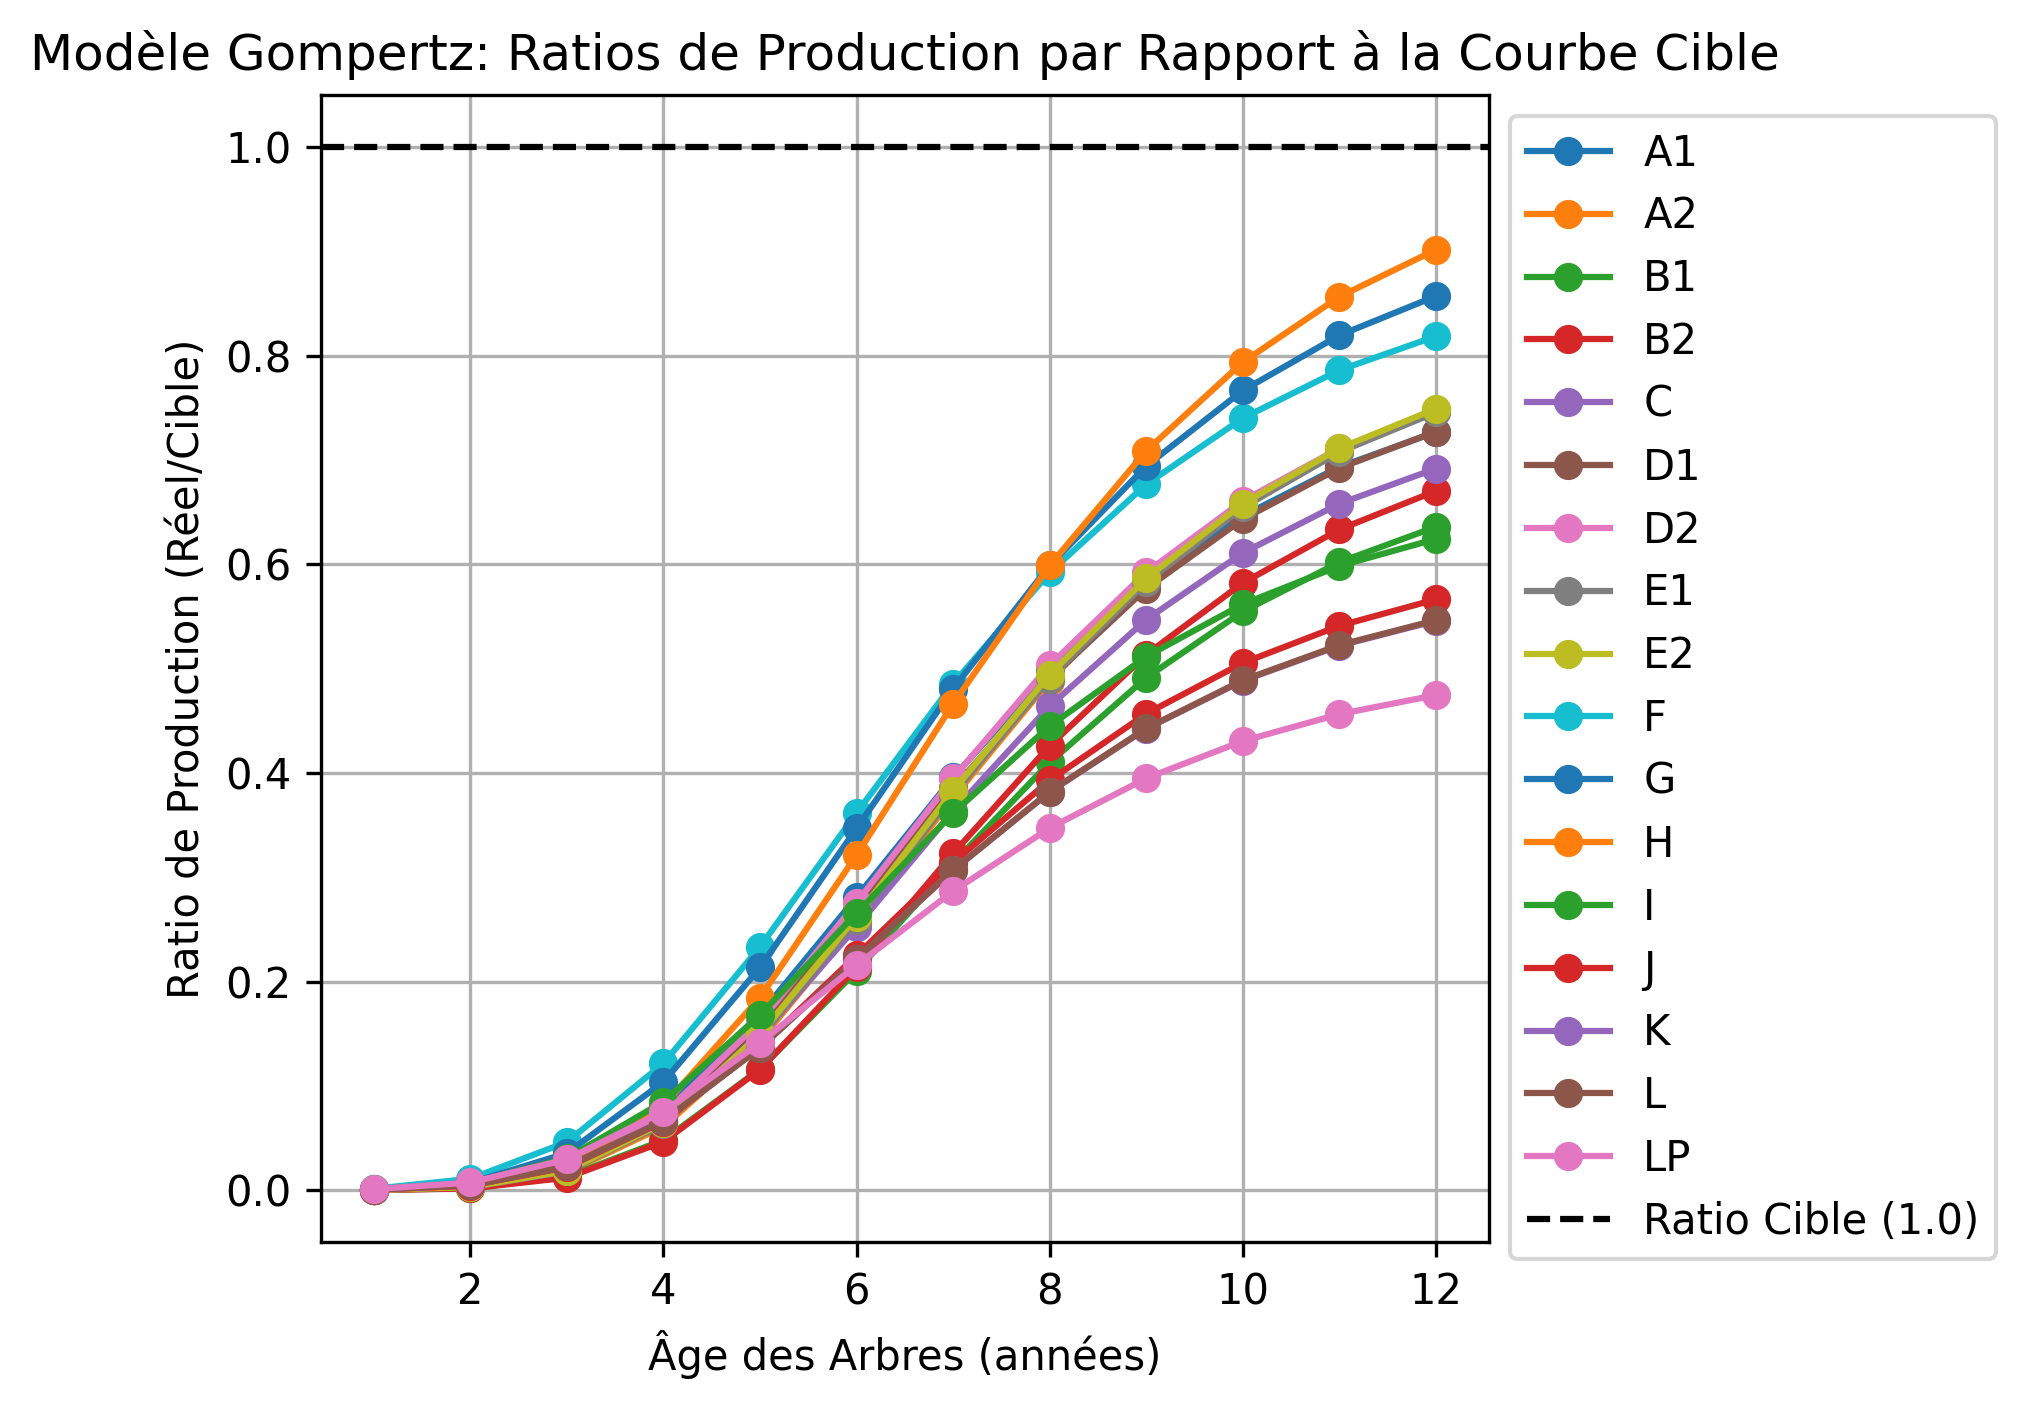 Modèle Gompertz: Ratios de Production par Rapport à la Courbe Cible
Ratio de Production (Réel/Cible)
1.0
0.8
0.6
0.4
0.2
0.0
2 4 6 8 10 12
Âge des Arbres (années)
A1
A2
B1
B2
C
D1
D2
E1
E2
F
G
H
I
J
K
L
LP
Ratio Cible (1.0)